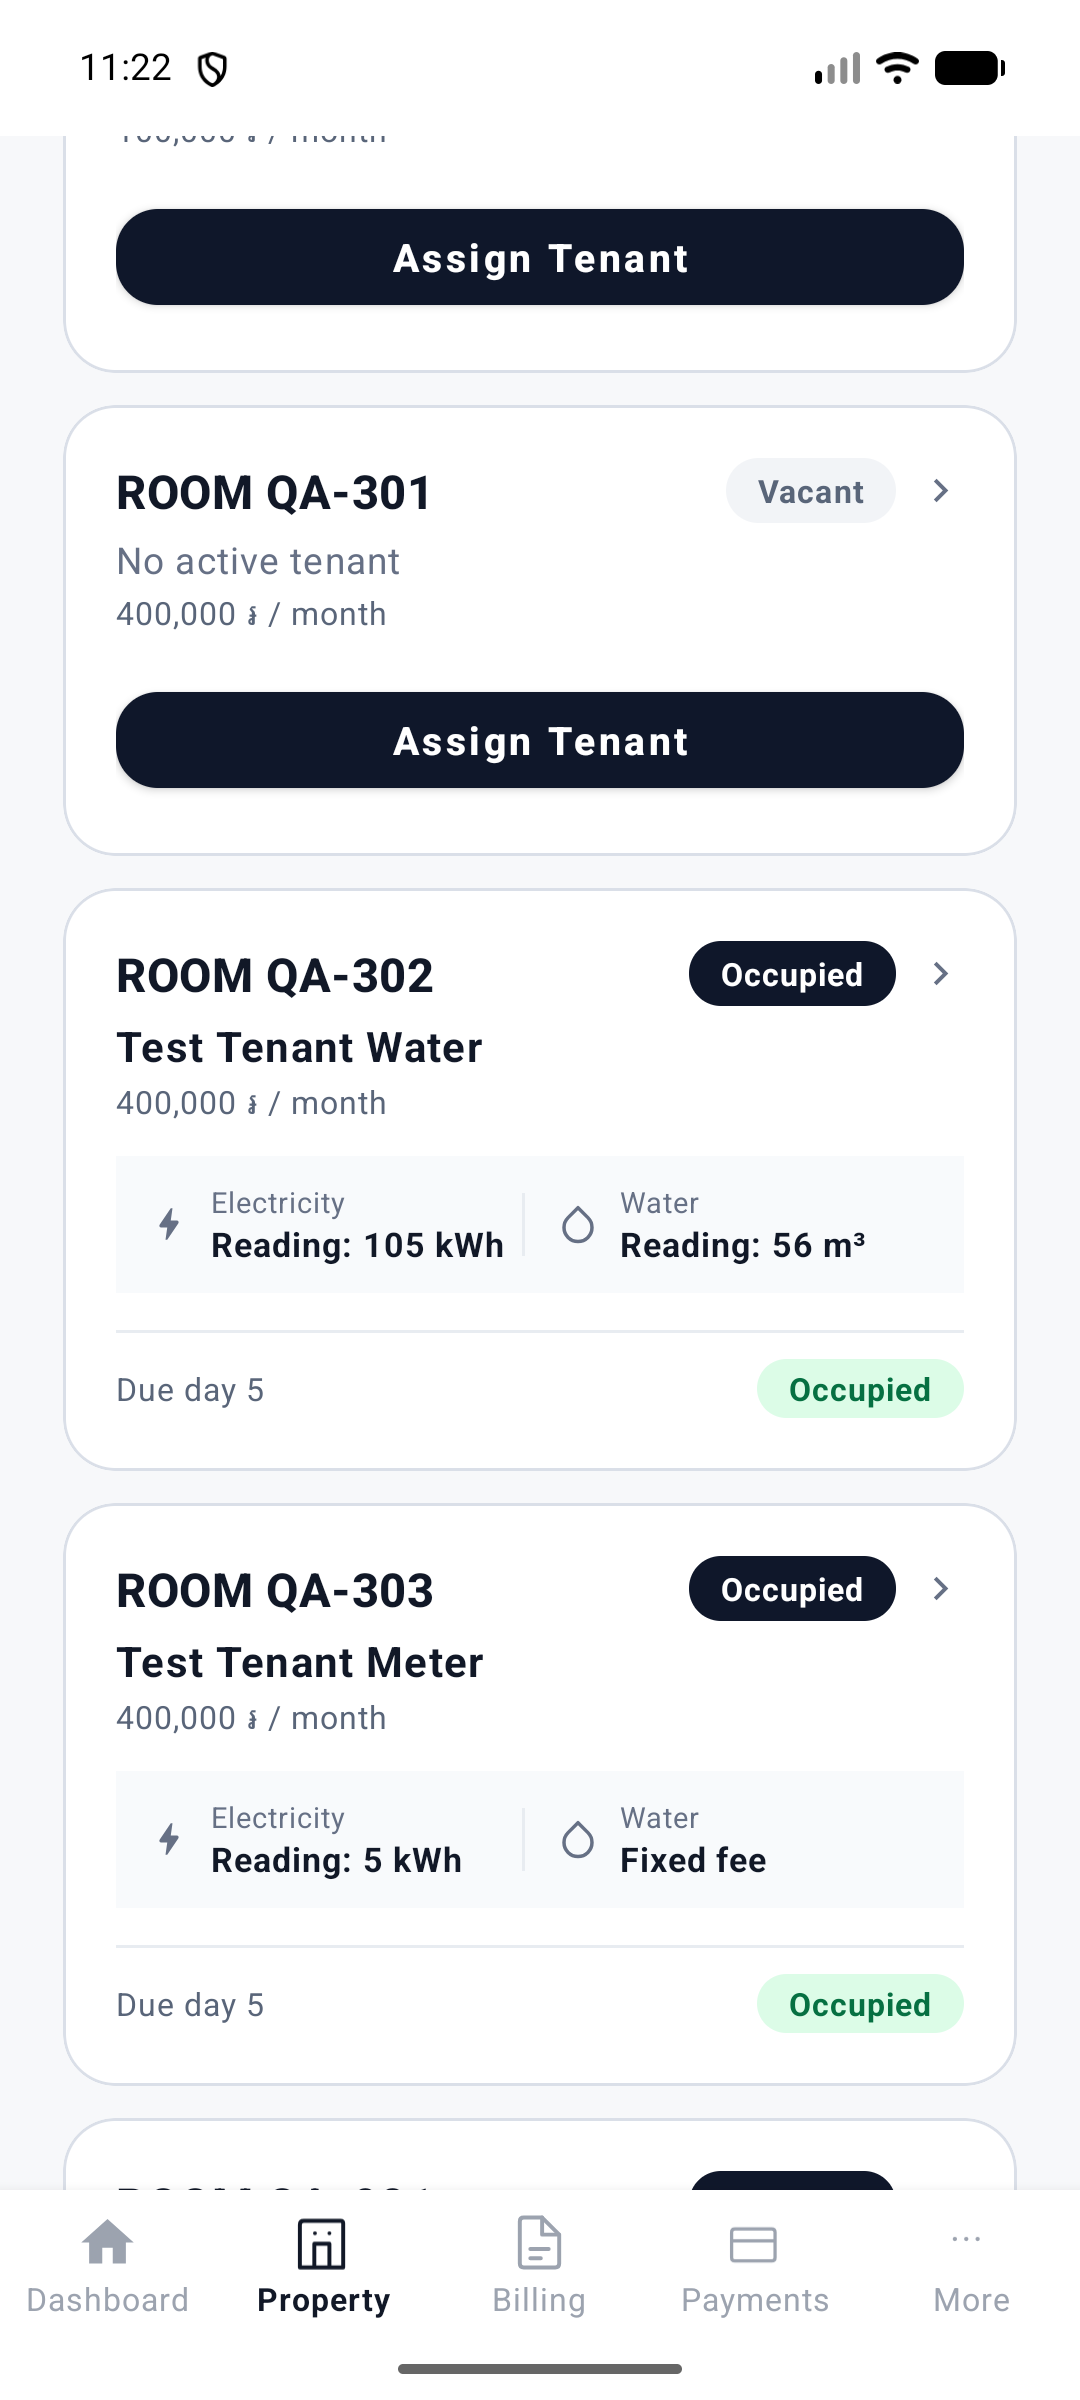 11:22
Assign Tenant
ROOM QA-301
Vacant
No active tenant
400,000 ៛ / month
Assign Tenant
ROOM QA-302
Occupied
Test Tenant Water
400,000 ៛ / month
Electricity
Water
Reading: 105 kWh
Reading: 56 m³
Due day 5
Occupied
ROOM QA-303
Occupied
Test Tenant Meter
400,000 ៛ / month
Electricity
Water
Reading: 5 kWh
Fixed fee
Due day 5
Occupied
Dashboard
Property
Billing
Payments
More